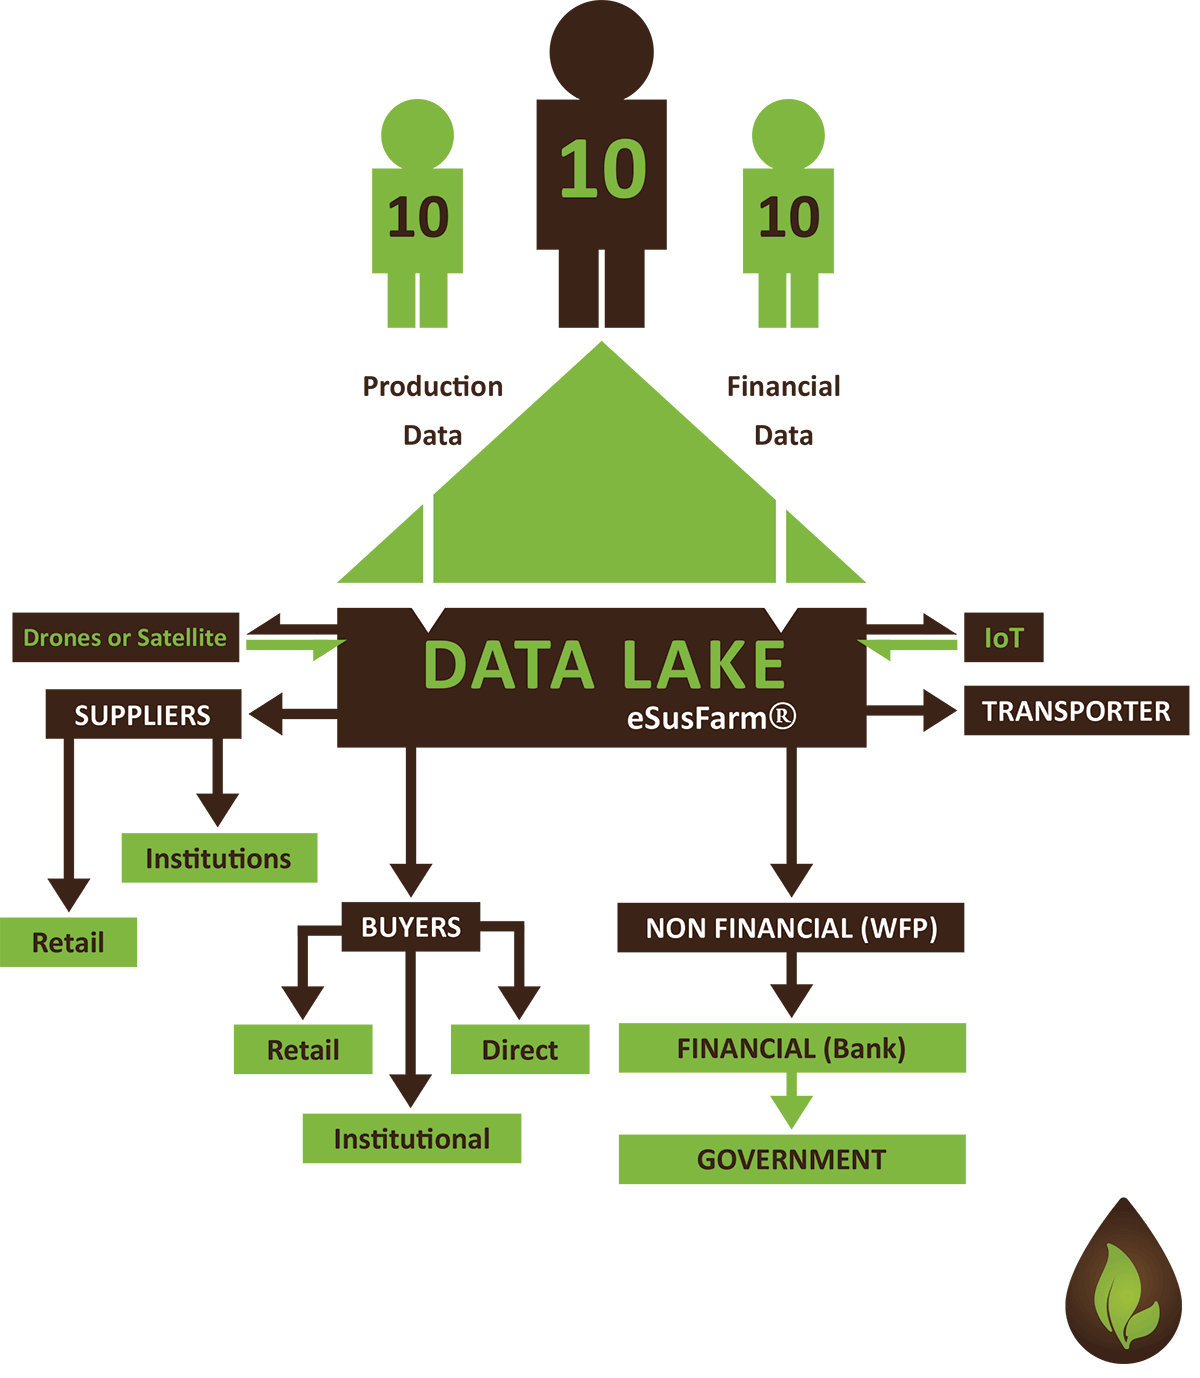 10
10
10
Production
Data
Financial
Data
Drones or Satellite
DATA LAKE
eSusFarm®
IoT
SUPPLIERS
TRANSPORTER
Institutions
Retail
BUYERS
NON FINANCIAL (WFP)
Retail
Direct
FINANCIAL (Bank)
Institutional
GOVERNMENT